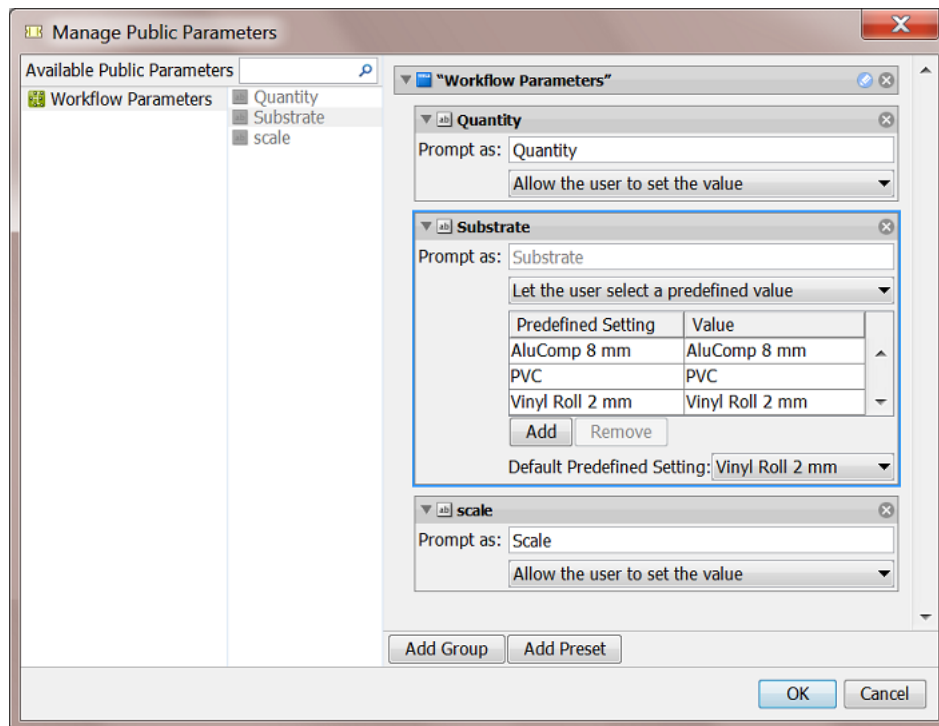 Manage Public Parameters
Available Public Parameters
Workflow Parameters
Quantity
Substrate
scale
"Workflow Parameters"
Quantity
Prompt as: Quantity
Allow the user to set the value
Substrate
Prompt as: Substrate
Let the user select a predefined value
Predefined Setting Value
AluComp 8 mm AluComp 8 mm
PVC PVC
Vinyl Roll 2 mm Vinyl Roll 2 mm
Add Remove
Default Predefined Setting: Vinyl Roll 2 mm
scale
Prompt as: Scale
Allow the user to set the value
Add Group Add Preset
OK Cancel